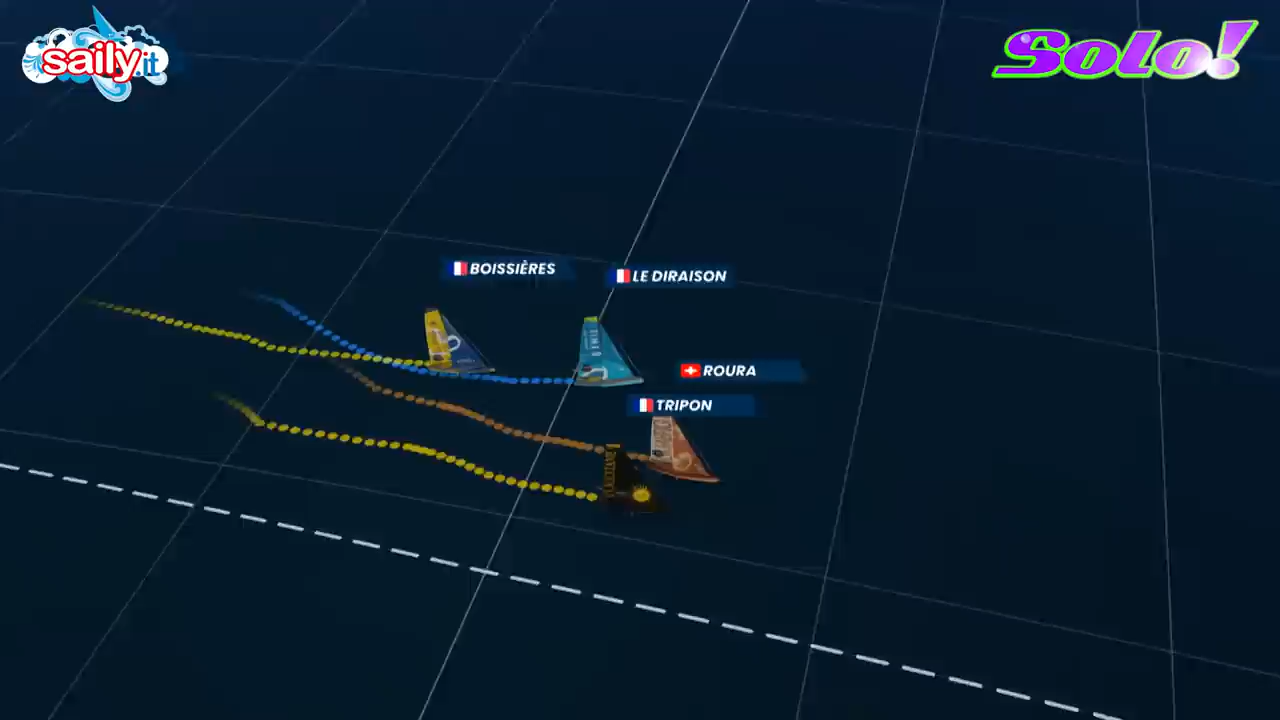 saily.it
Solo!
BOISSIÈRES
LE DIRAISON
ROURA
TRIPON